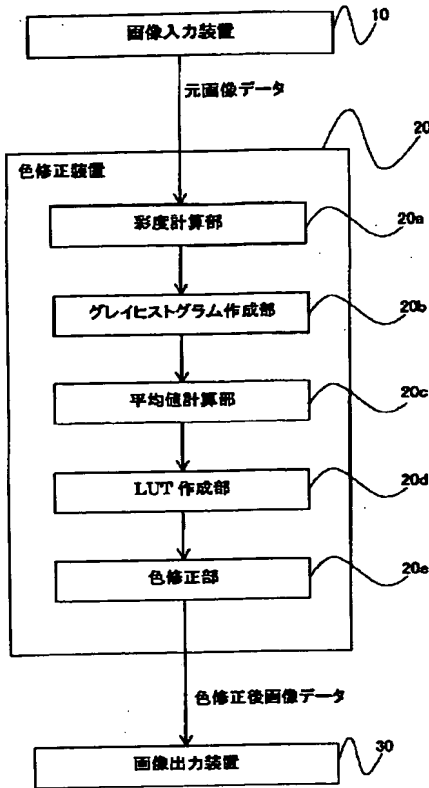 画像入力装置
10
元画像データ
20
色修正装置
彩度計算部
20a
グレイヒストグラム作成部
20b
平均値計算部
20c
LUT 作成部
20d
色修正部
20e
色修正後画像データ
画像出力装置
30